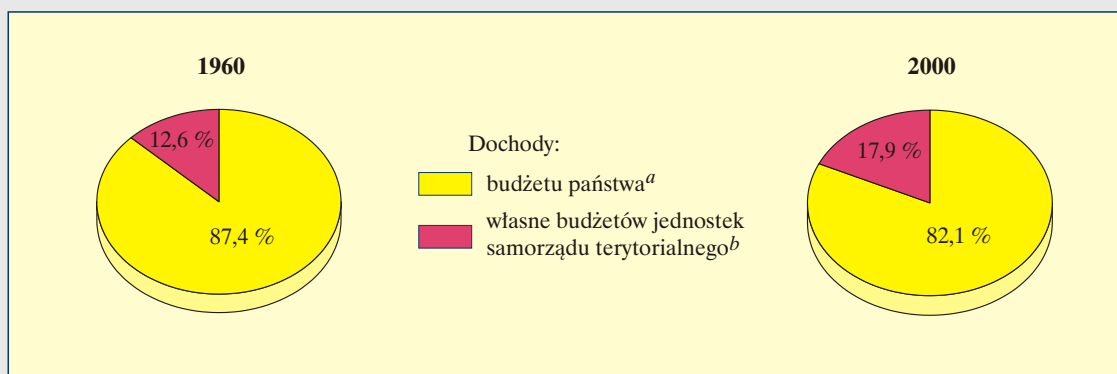 1960
12,6 %
87,4 %
Dochody:
budżetu państwa^a
własne budżetów jednostek
samorządu terytorialnego^b
2000
17,9 %
82,1 %